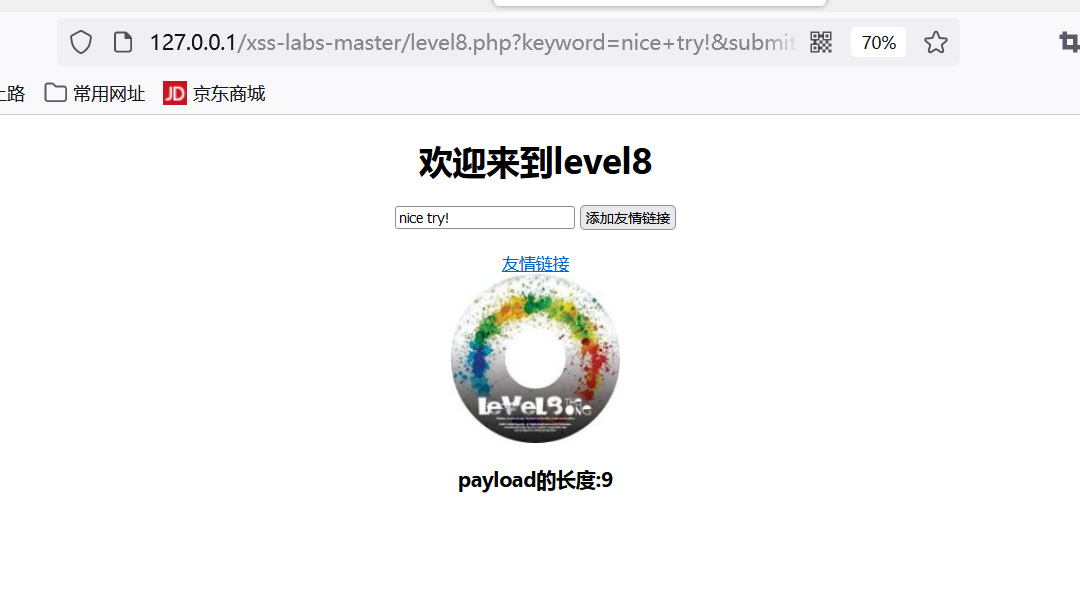 127.0.0.1/xss-labs-master/level8.php?keyword=nice+try!&submit
70%
上路
常用网址
JD 京东商城
欢迎来到level8
nice try!
添加友情链接
友情链接
LeVeL8
THE
ONG
payload的长度:9